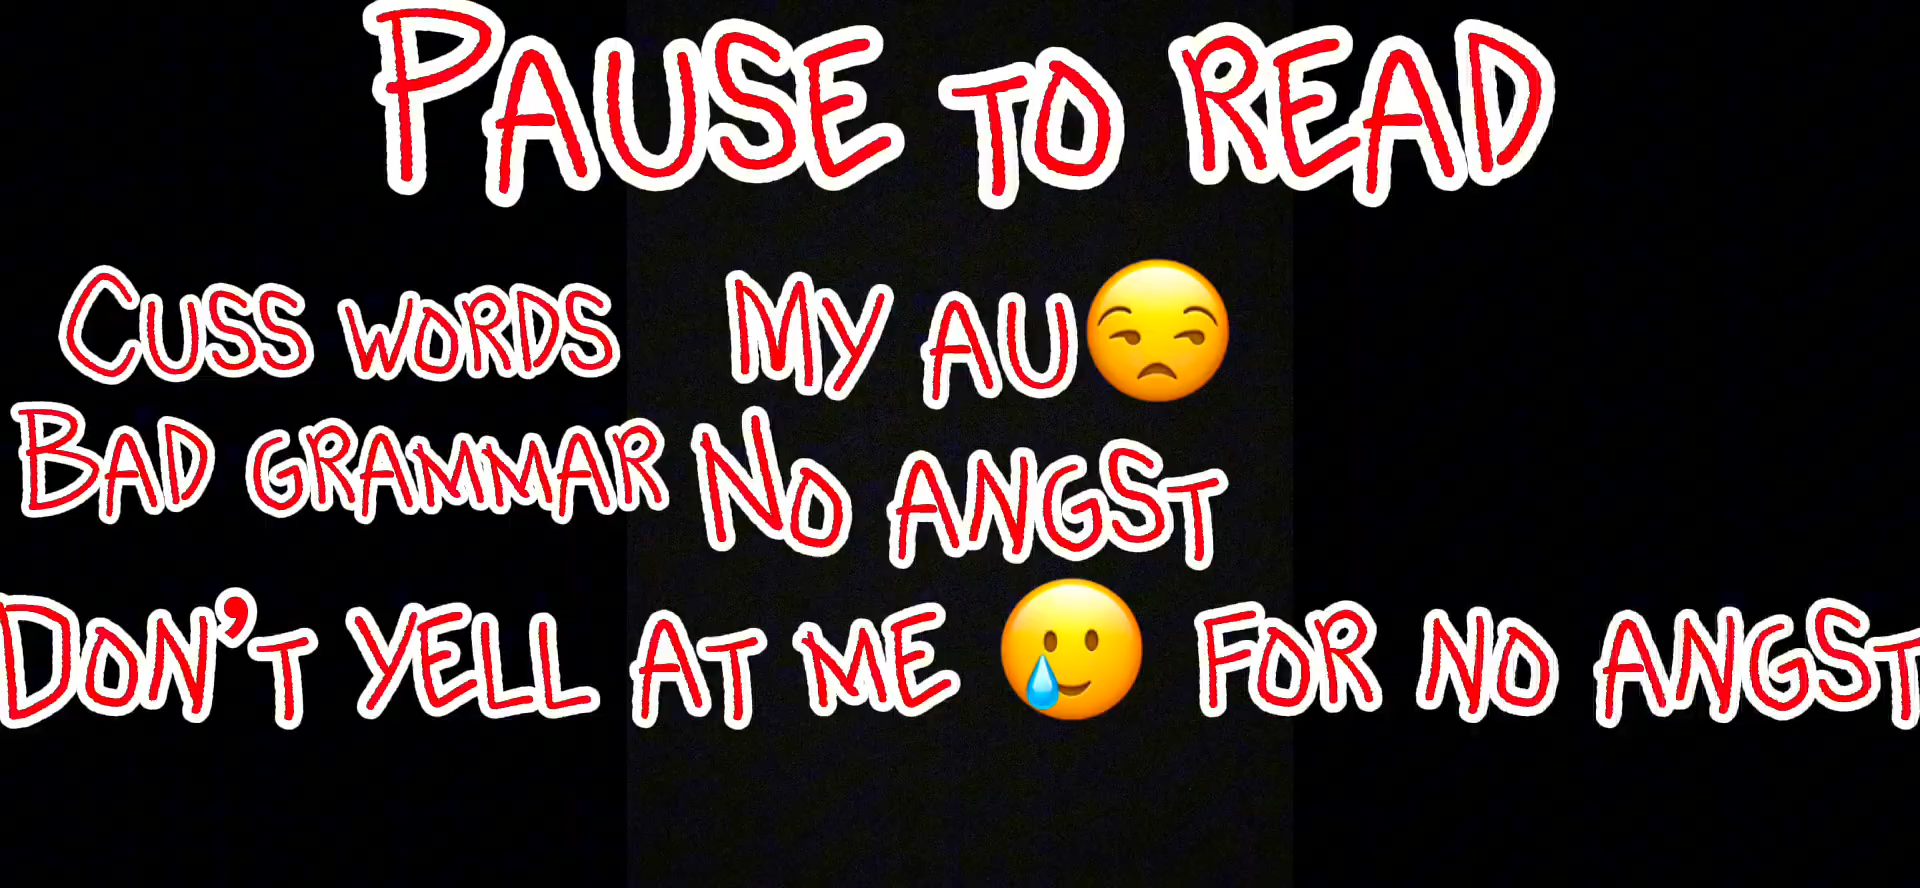 Pause to read
Cuss words
My AU😒
Bad grammar
No angst
Don't yell at me 🥲 for no angst